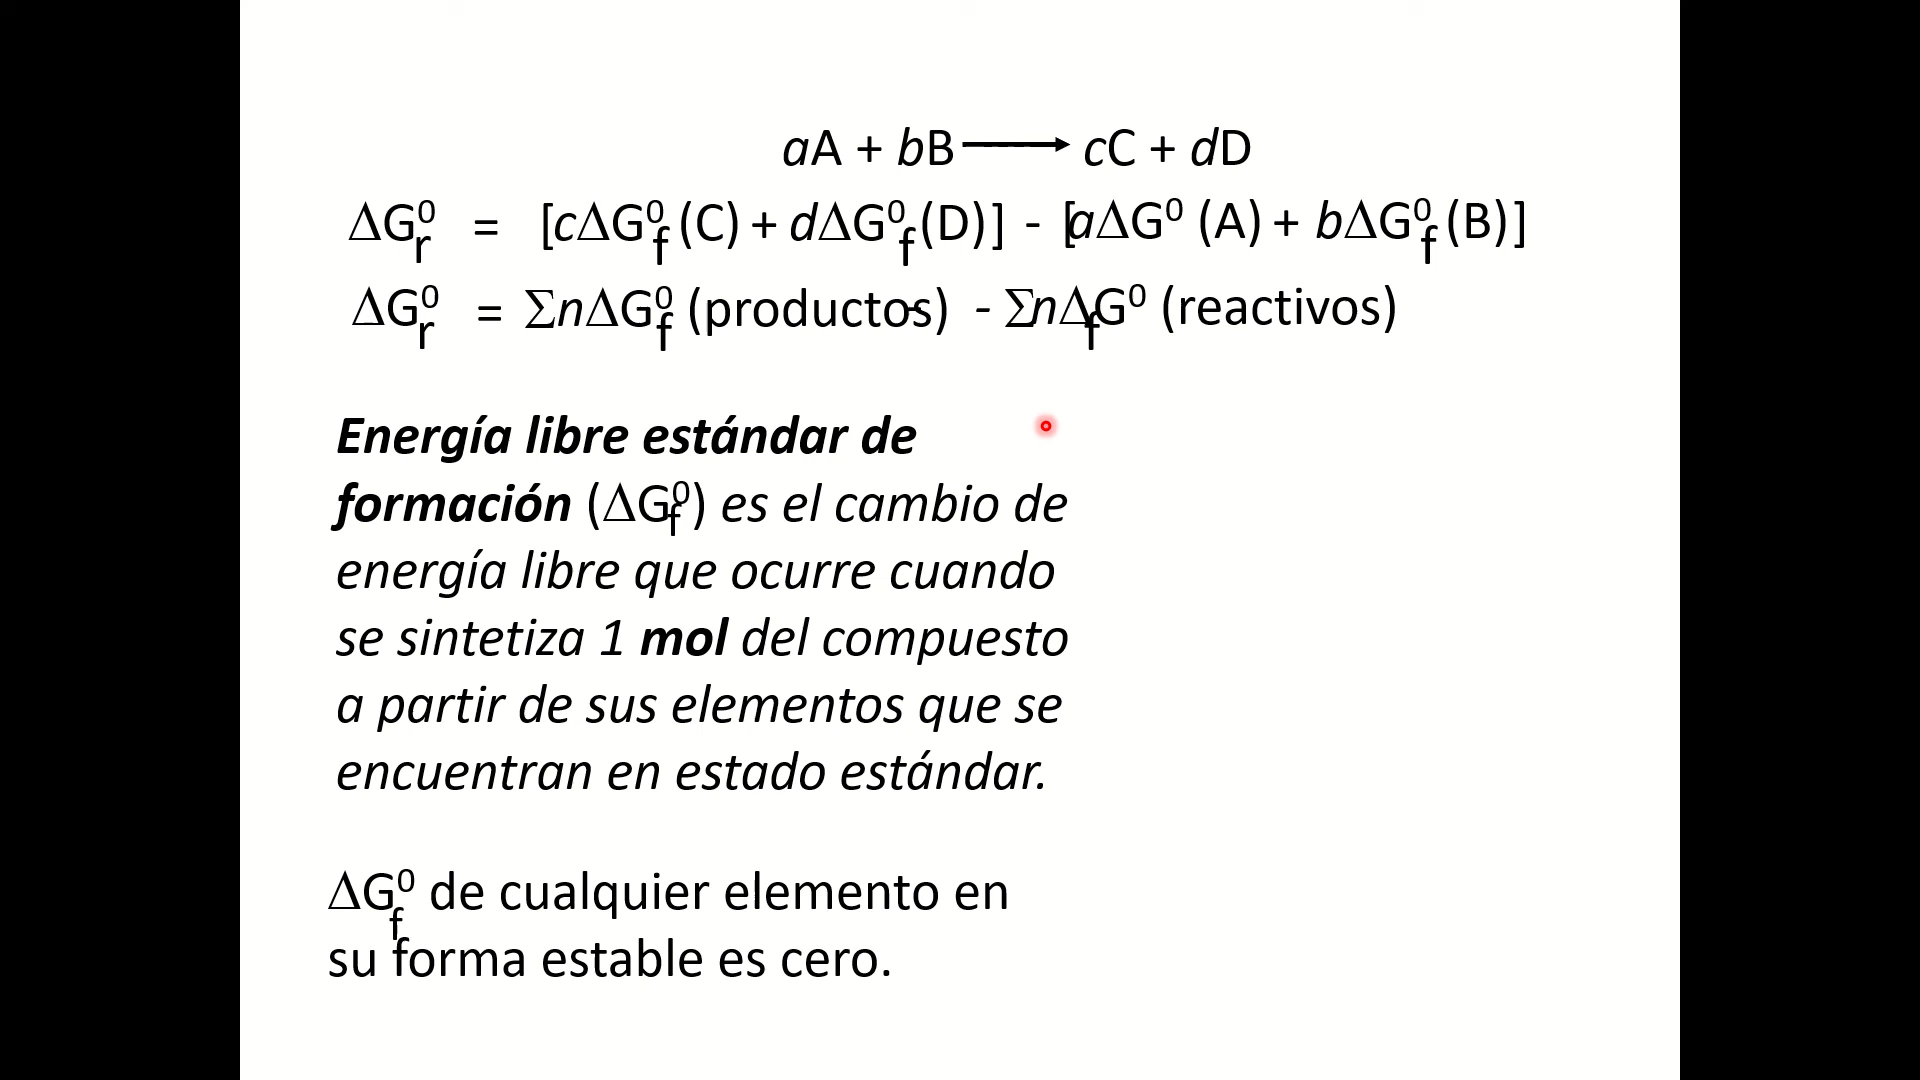 aA + bB ⟶ cC + dD
ΔG⁰r = [cΔG⁰f (C) + dΔG⁰f (D)] - [aΔG⁰ (A) + bΔG⁰f (B)]
ΔG⁰r = ΣnΔG⁰f (productos) - ΣnΔfG⁰ (reactivos)
Energía libre estándar de
formación (ΔG⁰f) es el cambio de
energía libre que ocurre cuando
se sintetiza 1 mol del compuesto
a partir de sus elementos que se
encuentran en estado estándar.
ΔG⁰f de cualquier elemento en
su forma estable es cero.